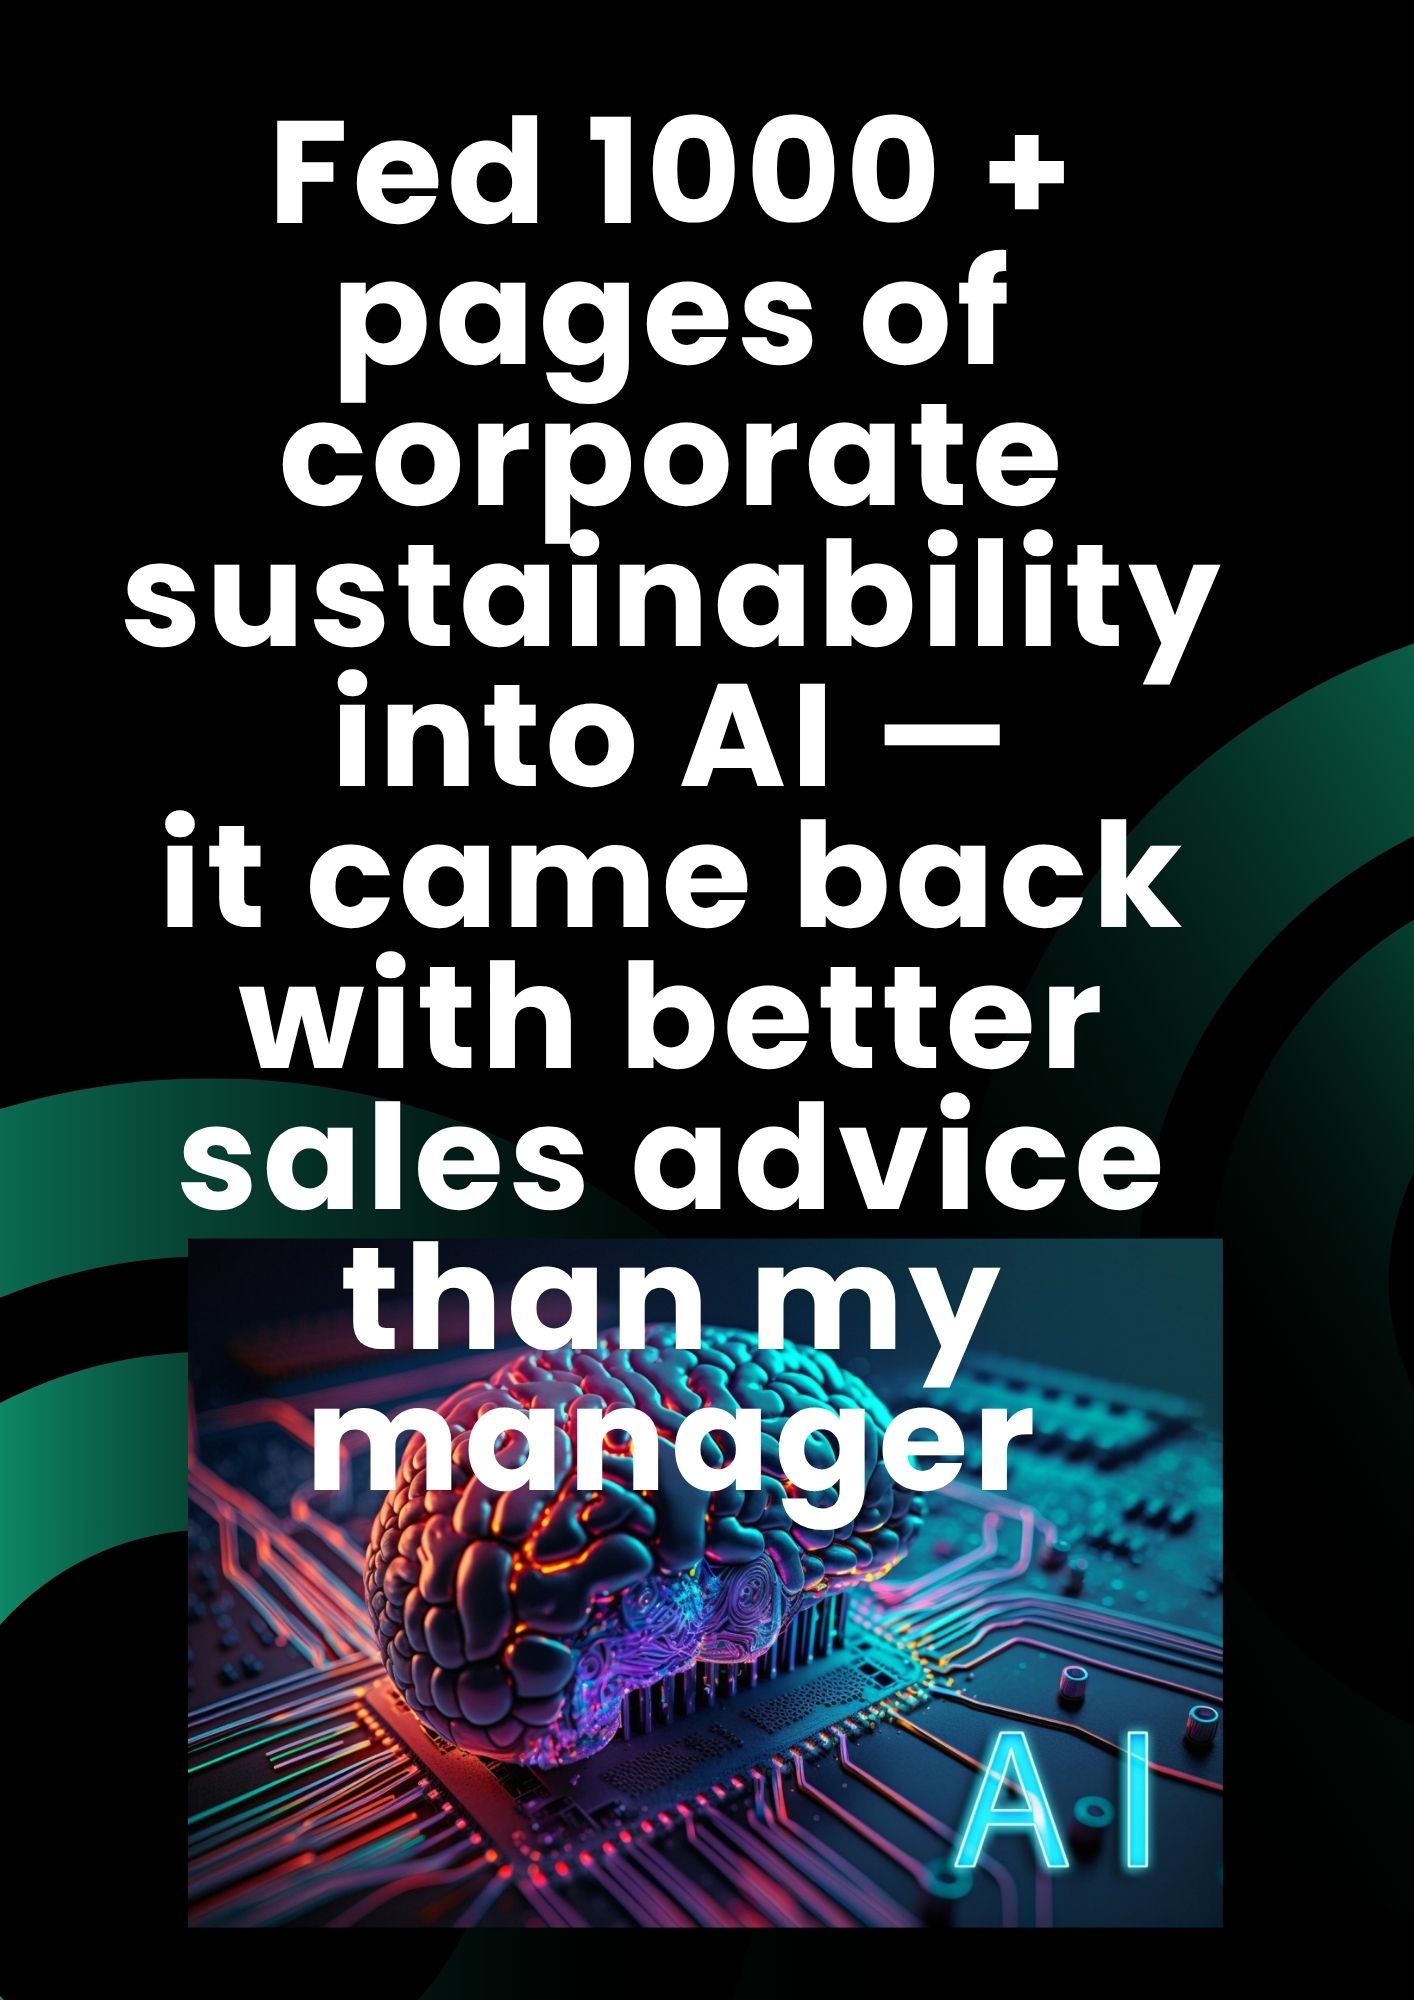 Fed 1000 +
pages of
corporate
sustainability
into AI —
it came back
with better
sales advice
than my
manager
AI